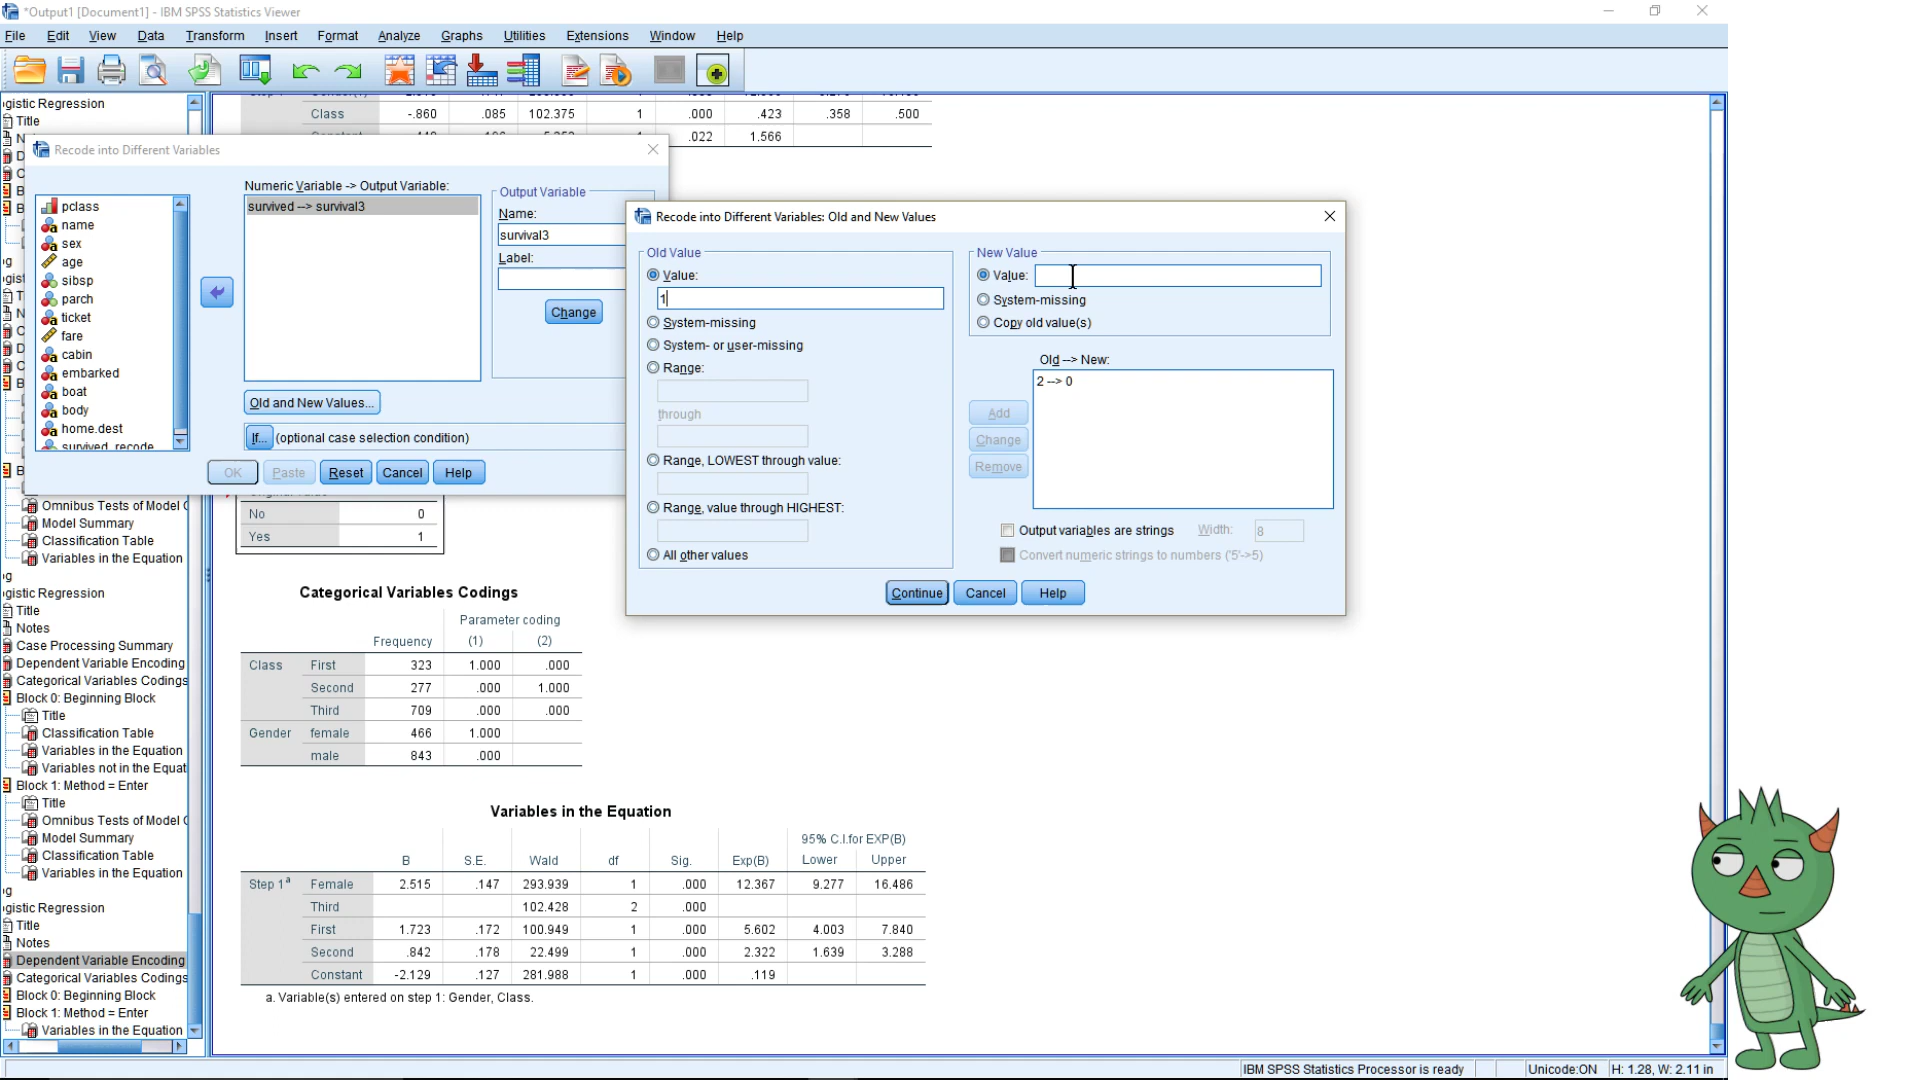 *Output1 [Document1] - IBM SPSS Statistics Viewer
File Edit View Data Transform Insert Format Analyze Graphs Utilities Extensions Window Help
ogistic Regression
Title
Class -.860 .085 102.375 1 .000 .423 .358 .500
.022 1.566
Recode into Different Variables
pclass
name
sex
age
sibsp
parch
ticket
fare
cabin
embarked
boat
body
home.dest
survived_recode
Numeric Variable -> Output Variable:
survived --> survival3
Output Variable
Name:
survival3
Label:
Change
Old and New Values...
If... (optional case selection condition)
OK Paste Reset Cancel Help
Recode into Different Variables: Old and New Values
Old Value
Value:
1
System-missing
System- or user-missing
Range:
through
Range, LOWEST through value:
Range, value through HIGHEST:
All other values
New Value
Value:
System-missing
Copy old value(s)
Old --> New:
2 --> 0
Add
Change
Remove
Output variables are strings Width: 8
Convert numeric strings to numbers ('5'->5)
Continue Cancel Help
No 0
Yes 1
Omnibus Tests of Model C
Model Summary
Classification Table
Variables in the Equation
og
ogistic Regression
Title
Notes
Case Processing Summary
Dependent Variable Encoding
Categorical Variables Codings
Block 0: Beginning Block
Title
Classification Table
Variables in the Equation
Variables not in the Equat
Block 1: Method = Enter
Title
Omnibus Tests of Model C
Model Summary
Classification Table
Variables in the Equation
og
ogistic Regression
Title
Notes
Dependent Variable Encoding
Categorical Variables Codings
Block 0: Beginning Block
Block 1: Method = Enter
Variables in the Equation
Categorical Variables Codings
Parameter coding
Frequency (1) (2)
Class First 323 1.000 .000
Second 277 .000 1.000
Third 709 .000 .000
Gender female 466 1.000
male 843 .000
Variables in the Equation
95% C.I.for EXP(B)
B S.E. Wald df Sig. Exp(B) Lower Upper
Step 1a Female 2.515 .147 293.939 1 .000 12.367 9.277 16.486
Third 102.428 2 .000
First 1.723 .172 100.949 1 .000 5.602 4.003 7.840
Second .842 .178 22.499 1 .000 2.322 1.639 3.288
Constant -2.129 .127 281.988 1 .000 .119
a. Variable(s) entered on step 1: Gender, Class.
IBM SPSS Statistics Processor is ready Unicode:ON H: 1.28, W: 2.11 in